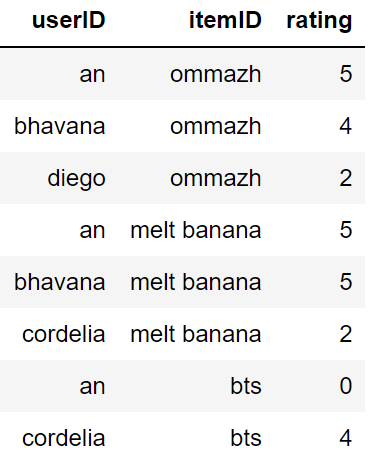 userID itemID rating
an ommazh 5
bhavana ommazh 4
diego ommazh 2
an melt banana 5
bhavana melt banana 5
cordelia melt banana 2
an bts 0
cordelia bts 4